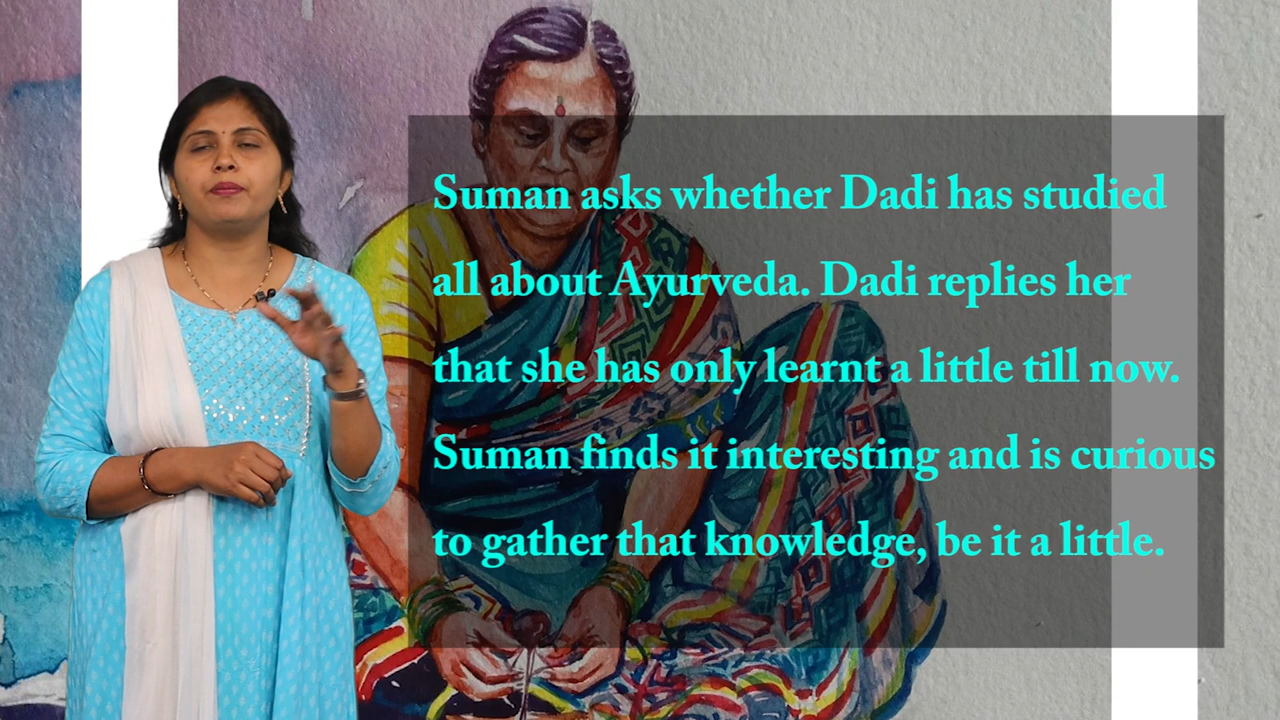 Suman asks whether Dadi has studied
all about Ayurveda. Dadi replies her
that she has only learnt a little till now.
Suman finds it interesting and is curious
to gather that knowledge, be it a little.